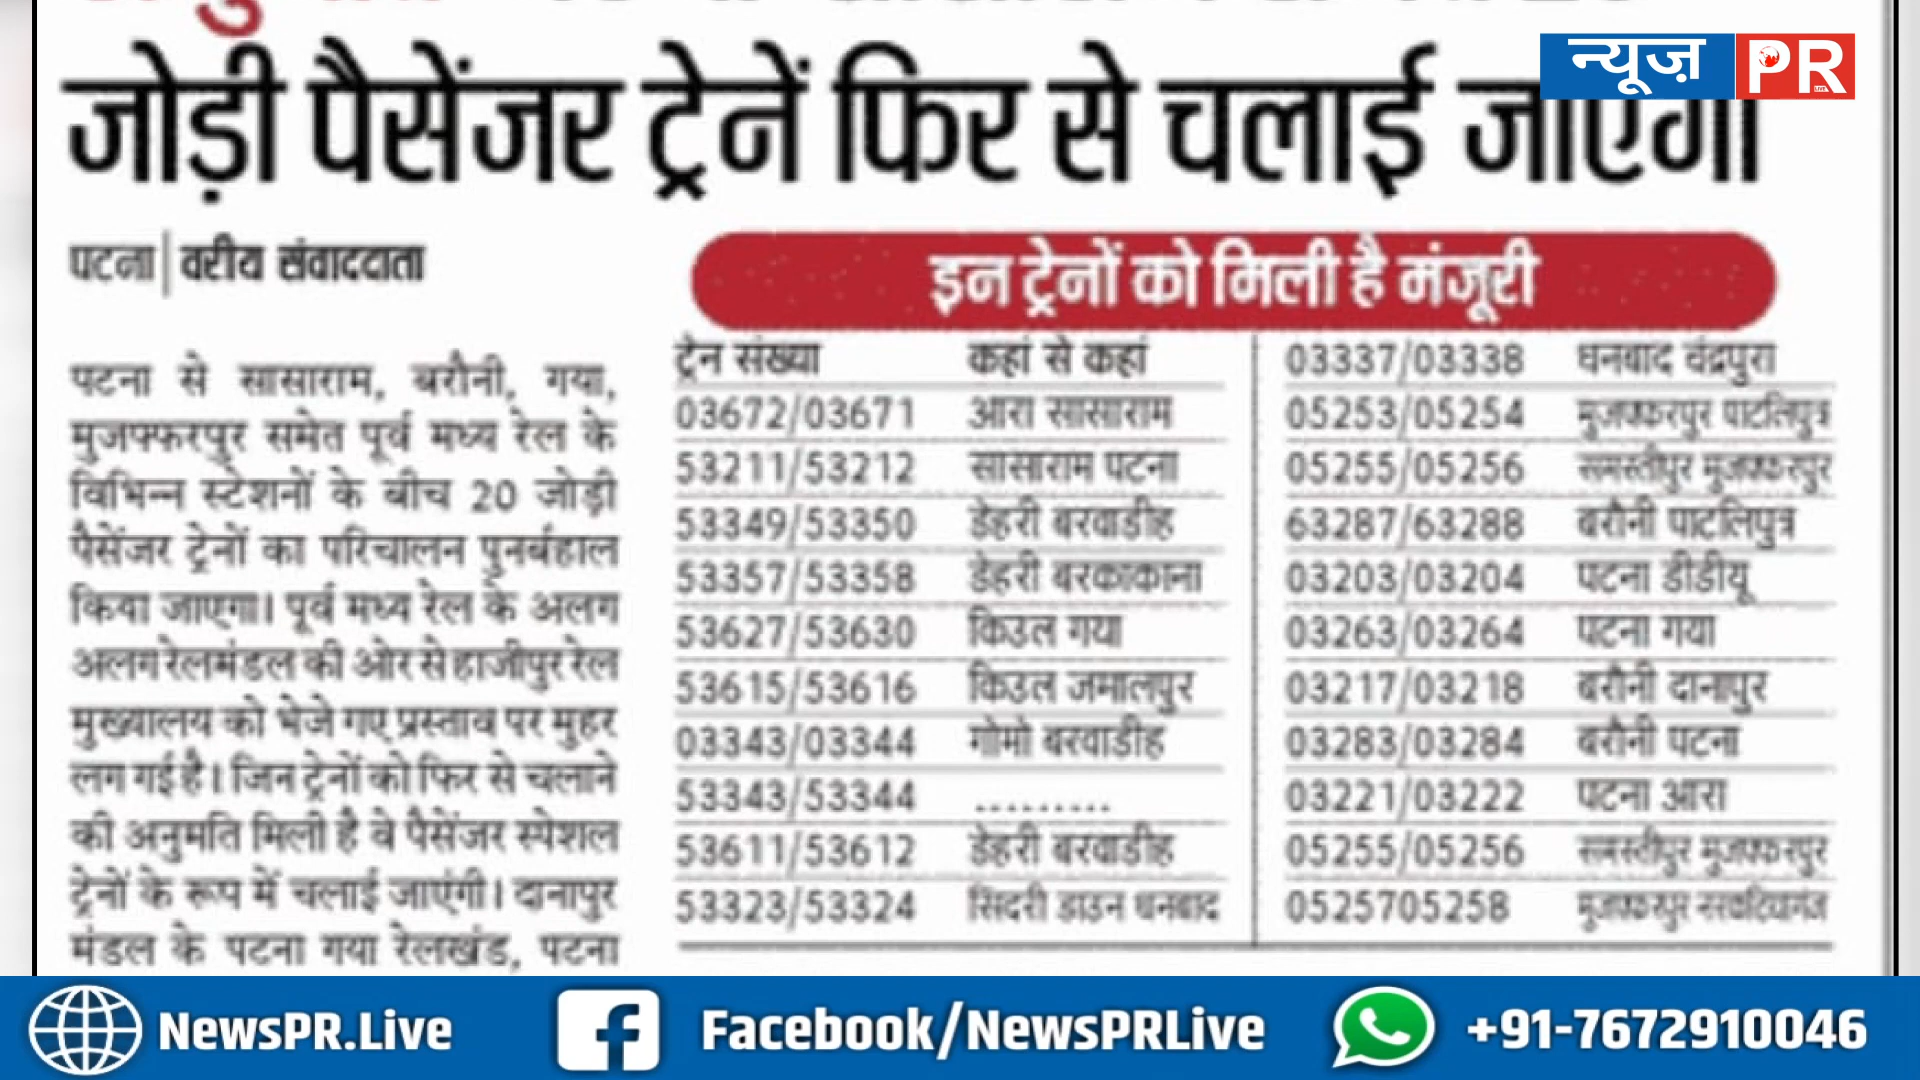 न्यूज़ PR
जोड़ी पैसेंजर ट्रेनें फिर से चलाई जाएंगी
पटना | वरीय संवाददाता
पटना से सासाराम, बरौनी, गया,
मुजफ्फरपुर समेत पूर्व मध्य रेल के
विभिन्न स्टेशनों के बीच 20 जोड़ी
पैसेंजर ट्रेनों का परिचालन पुनर्बहाल
किया जाएगा। पूर्व मध्य रेल के अलग
अलग रेलमंडल की ओर से हाजीपुर रेल
मुख्यालय को भेजे गए प्रस्ताव पर मुहर
लग गई है। जिन ट्रेनों को फिर से चलाने
की अनुमति मिली है वे पैसेंजर स्पेशल
ट्रेनों के रूप में चलाई जाएंगी। दानापुर
मंडल के पटना गया रेलखंड, पटना
इन ट्रेनों को मिली है मंजूरी
ट्रेन संख्या कहां से कहां
03672/03671 आरा सासाराम
53211/53212 सासाराम पटना
53349/53350 डेहरी बरवाडीह
53357/53358 डेहरी बरकाकाना
53627/53630 किउल गया
53615/53616 किउल जमालपुर
03343/03344 गोमो बरवाडीह
53343/53344 .........
53611/53612 डेहरी बरवाडीह
53323/53324 सिंदरी डाउन धनबाद
03337/03338 धनबाद चंद्रपुरा
05253/05254 मुजफ्फरपुर पाटलिपुत्र
05255/05256 समस्तीपुर मुजफ्फरपुर
63287/63288 बरौनी पाटलिपुत्र
03203/03204 पटना डीडीयू
03263/03264 पटना गया
03217/03218 बरौनी दानापुर
03283/03284 बरौनी पटना
03221/03222 पटना आरा
05255/05256 समस्तीपुर मुजफ्फरपुर
0525705258 मुजफ्फरपुर नरकटियागंज
NewsPR.Live
Facebook/NewsPRLive
+91-7672910046